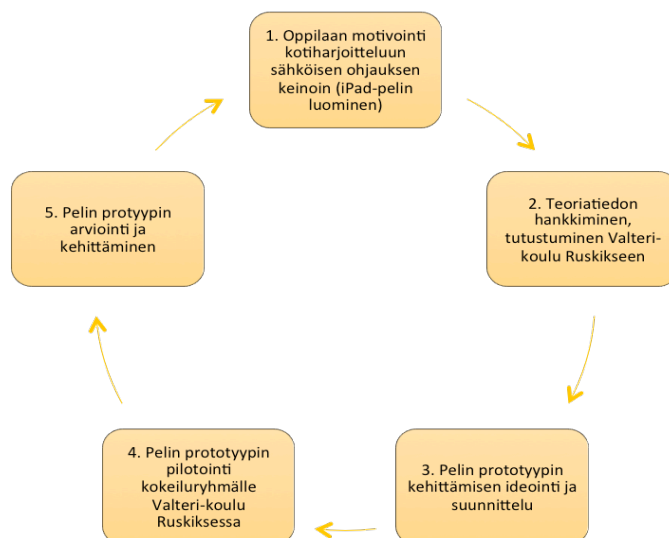 1. Oppilaan motivointi
kotiharjoitteluun
sähköisen ohjauksen
keinoin (iPad-pelin
luominen)
2. Teoriatiedon
hankkiminen,
tutustuminen Valteri-
koulu Ruskikseen
3. Pelin prototyypin
kehittämisen ideointi ja
suunnittelu
4. Pelin prototyypin
pilotointi
kokeiluryhmälle
Valteri-koulu
Ruskiksessa
5. Pelin protyypin
arviointi ja
kehittäminen